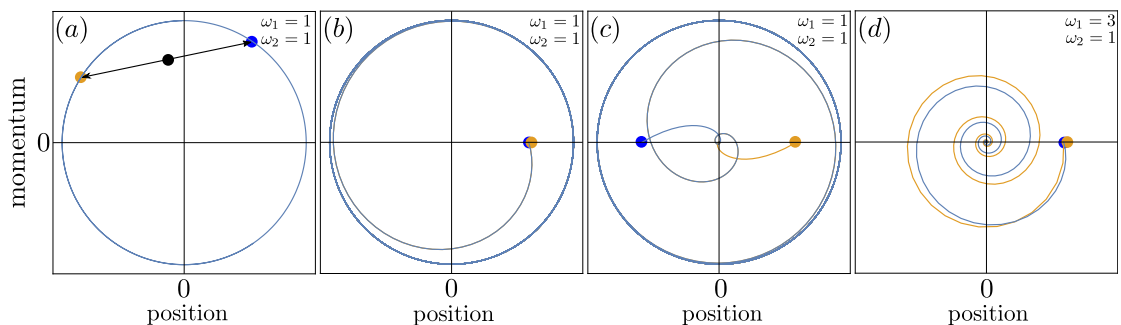 (a)
ω₁ = 1
ω₂ = 1
(b)
ω₁ = 1
ω₂ = 1
(c)
ω₁ = 1
ω₂ = 1
(d)
ω₁ = 3
ω₂ = 1
momentum
0
0
0
0
0
position
position
position
position